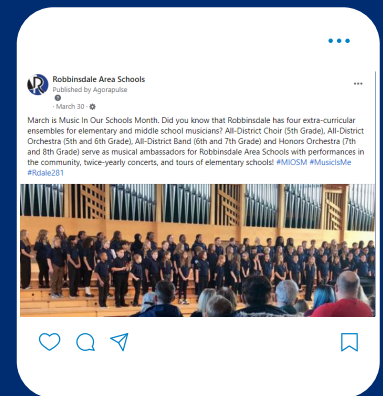 Robbinsdale Area Schools
Published by Agorapulse
· March 30 ·
March is Music In Our Schools Month. Did you know that Robbinsdale has four extra-curricular
ensembles for elementary and middle school musicians? All-District Choir (5th Grade), All-District
Orchestra (5th and 6th Grade), All-District Band (6th and 7th Grade) and Honors Orchestra (7th
and 8th Grade) serve as musical ambassadors for Robbinsdale Area Schools with performances in
the community, twice-yearly concerts, and tours of elementary schools! #MIOSM #MusicIsMe
#Rdale281